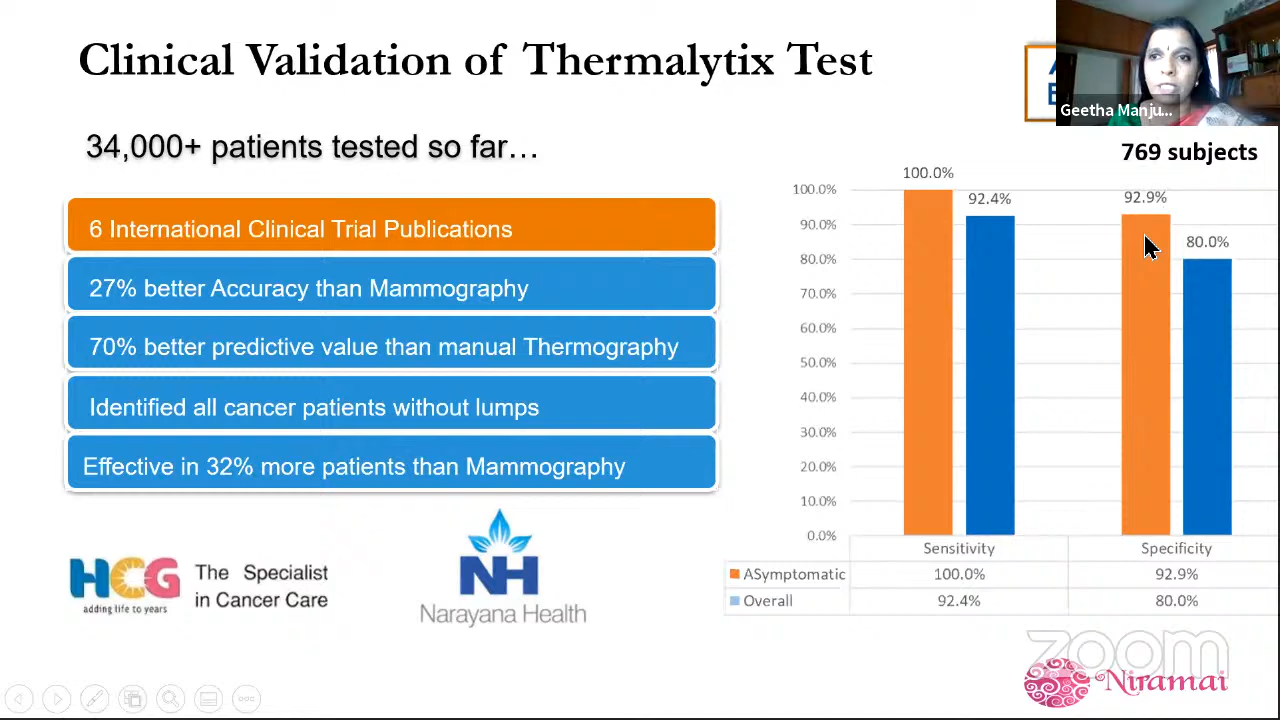 Clinical Validation of Thermalytix Test
Geetha Manju...
34,000+ patients tested so far…
769 subjects
6 International Clinical Trial Publications
27% better Accuracy than Mammography
70% better predictive value than manual Thermography
Identified all cancer patients without lumps
Effective in 32% more patients than Mammography
100.0%
92.4%
92.9%
80.0%
100.0%
90.0%
80.0%
70.0%
60.0%
50.0%
40.0%
30.0%
20.0%
10.0%
0.0%
Sensitivity Specificity
ASymptomatic 100.0% 92.9%
Overall 92.4% 80.0%
HCG
adding life to years
The Specialist
in Cancer Care
NH
Narayana Health
zoom
Niramai